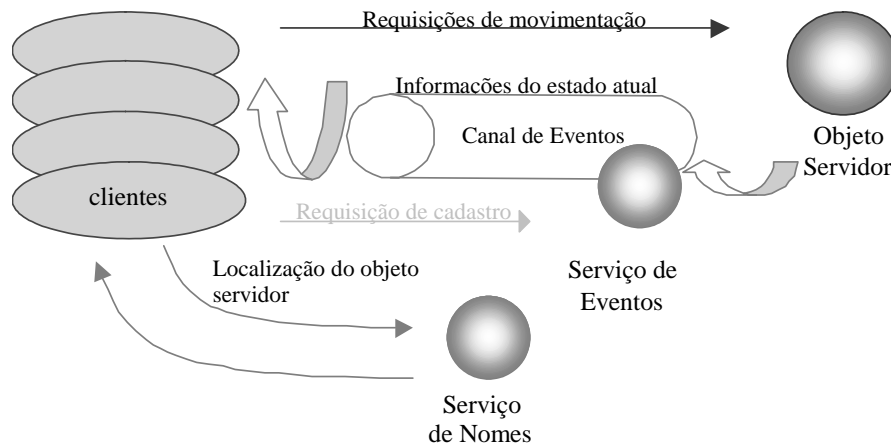 Requisições de movimentação
Informações do estado atual
Canal de Eventos
Objeto
Servidor
clientes
Requisição de cadastro
Localização do objeto
servidor
Serviço de
Eventos
Serviço
de Nomes